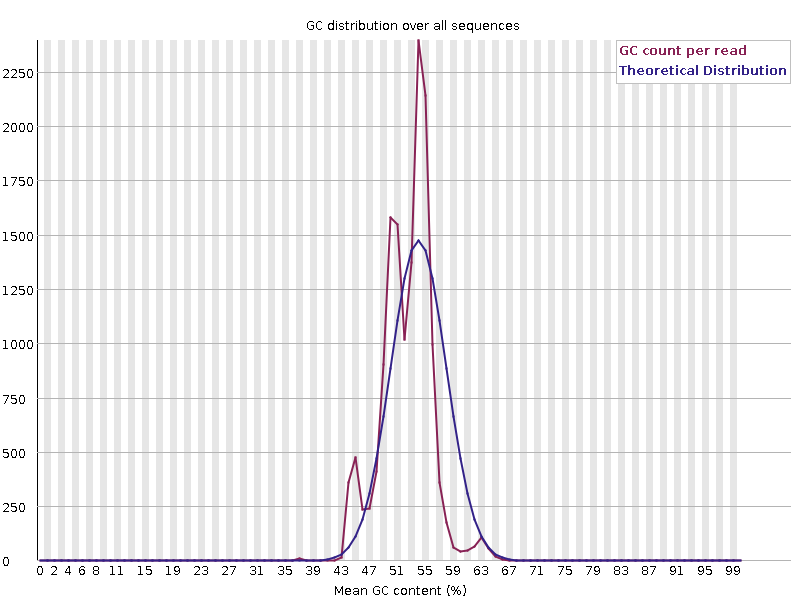 GC distribution over all sequences
GC count per read
Theoretical Distribution
2250
2000
1750
1500
1250
1000
750
500
250
0
0 2 4 6 8 11 15 19 23 27 31 35 39 43 47 51 55 59 63 67 71 75 79 83 87 91 95 99
Mean GC content (%)